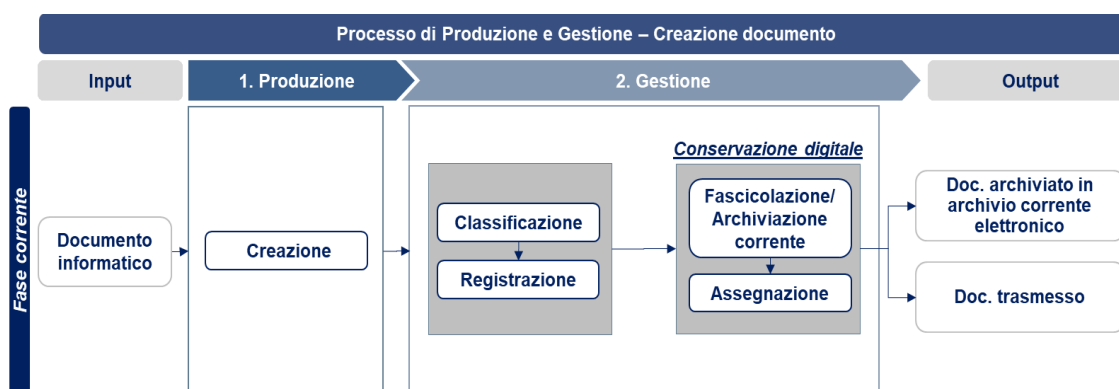 Processo di Produzione e Gestione – Creazione documento
Input
1. Produzione
2. Gestione
Output
Fase corrente
Documento
informatico
Creazione
Classificazione
Registrazione
Conservazione digitale
Fascicolazione/
Archiviazione
corrente
Assegnazione
Doc. archiviato in
archivio corrente
elettronico
Doc. trasmesso